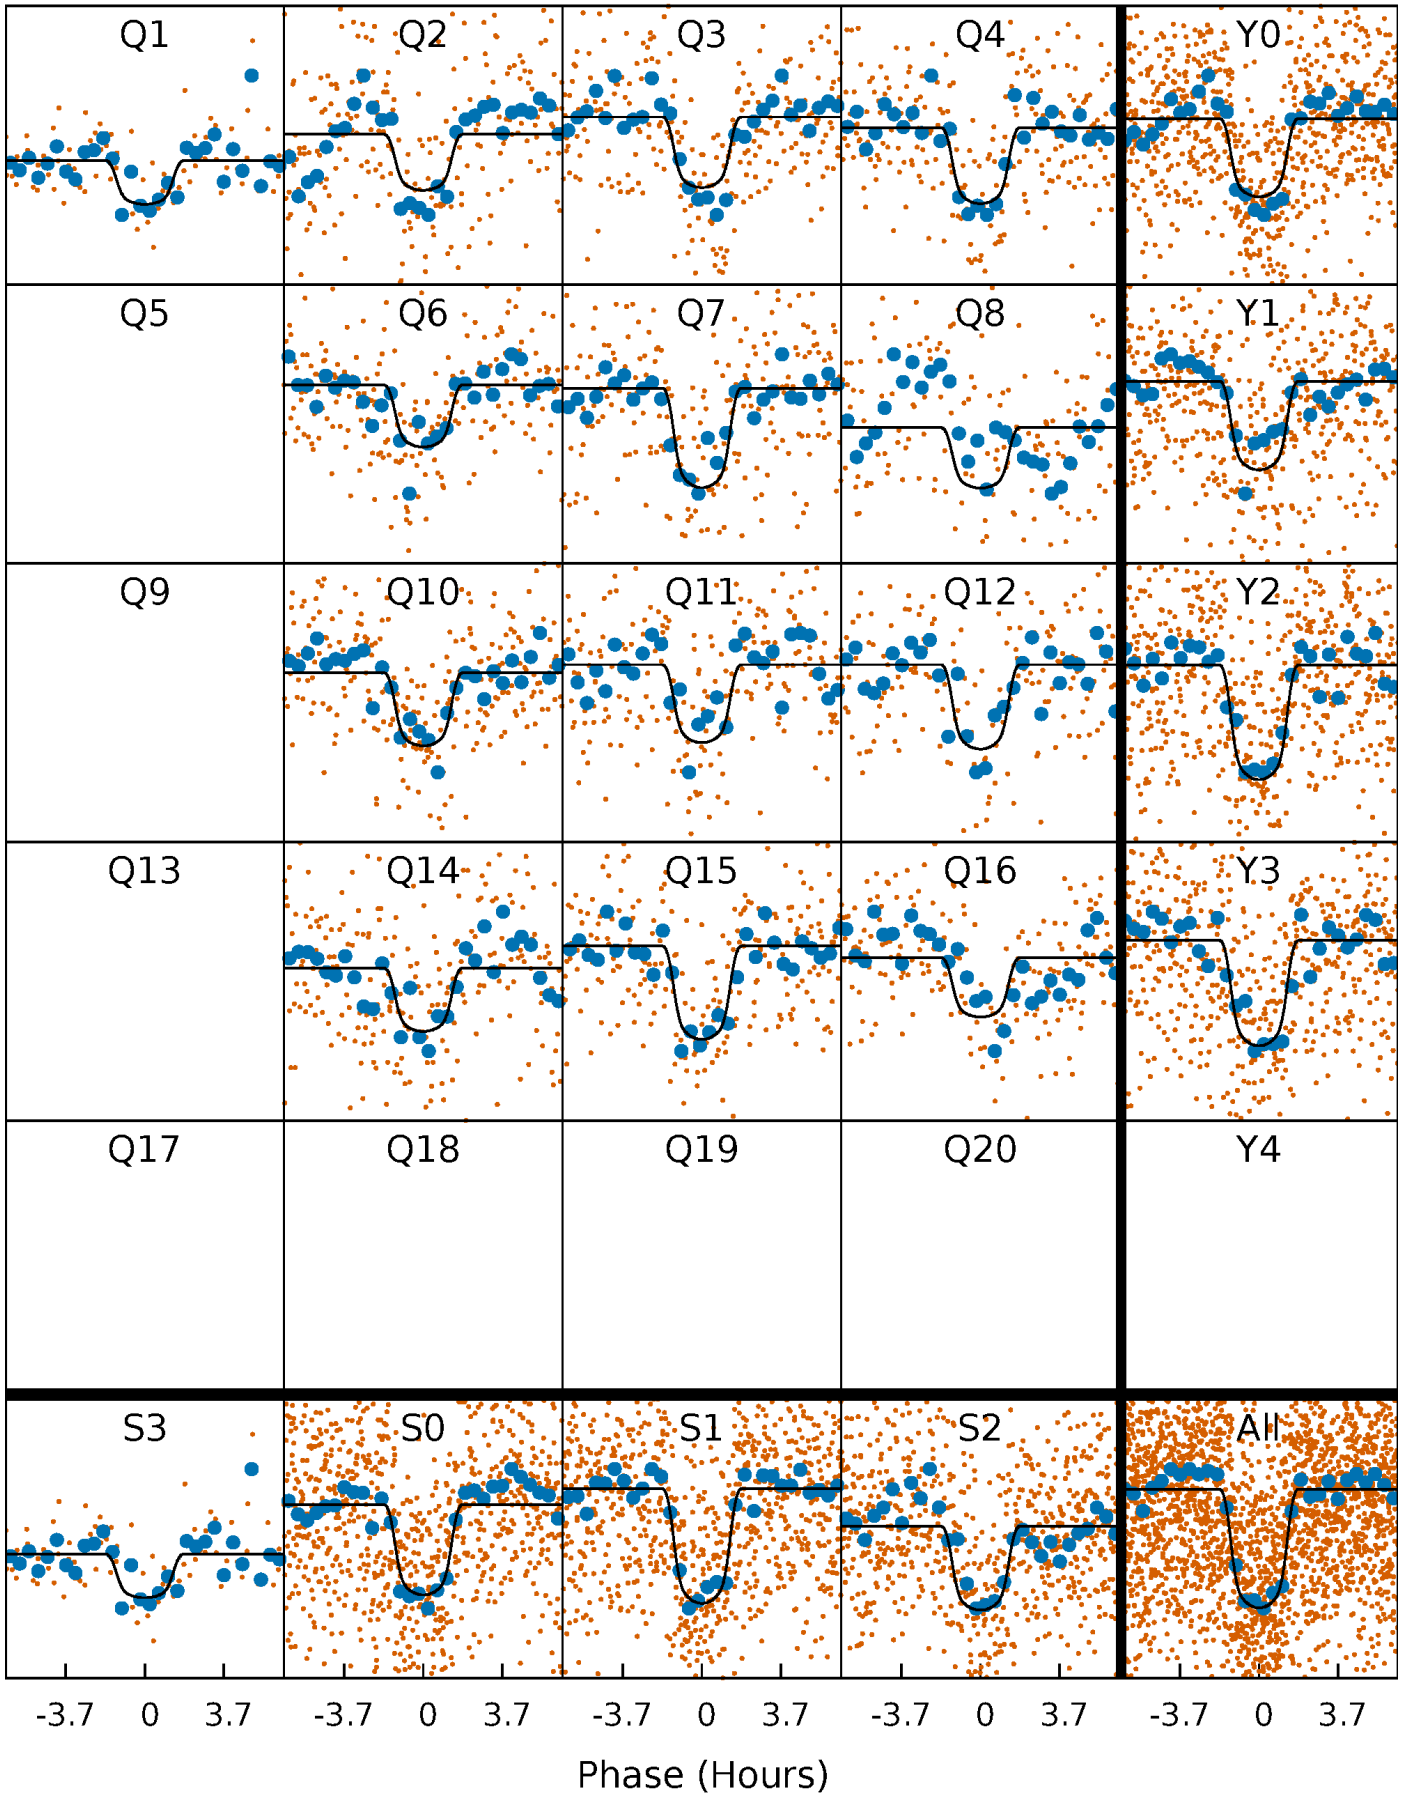 Q1 Q2 Q3 Q4 Y0
Q5 Q6 Q7 Q8 Y1
Q9 Q10 Q11 Q12 Y2
Q13 Q14 Q15 Q16 Y3
Q17 Q18 Q19 Q20 Y4
S3 S0 S1 S2 All
-3.7 0 3.7 -3.7 0 3.7 -3.7 0 3.7 -3.7 0 3.7 -3.7 0 3.7
Phase (Hours)